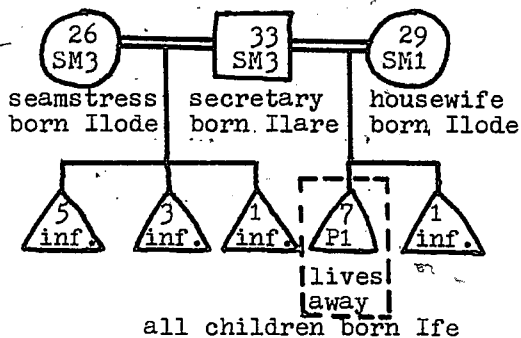 26 33 29
SM3 SM3 SM1
seamstress secretary housewife
born Ilode born Ilare born Ilode
5 3 1 7 1
inf. inf. inf. P1 inf.
lives
away
all children born Ife